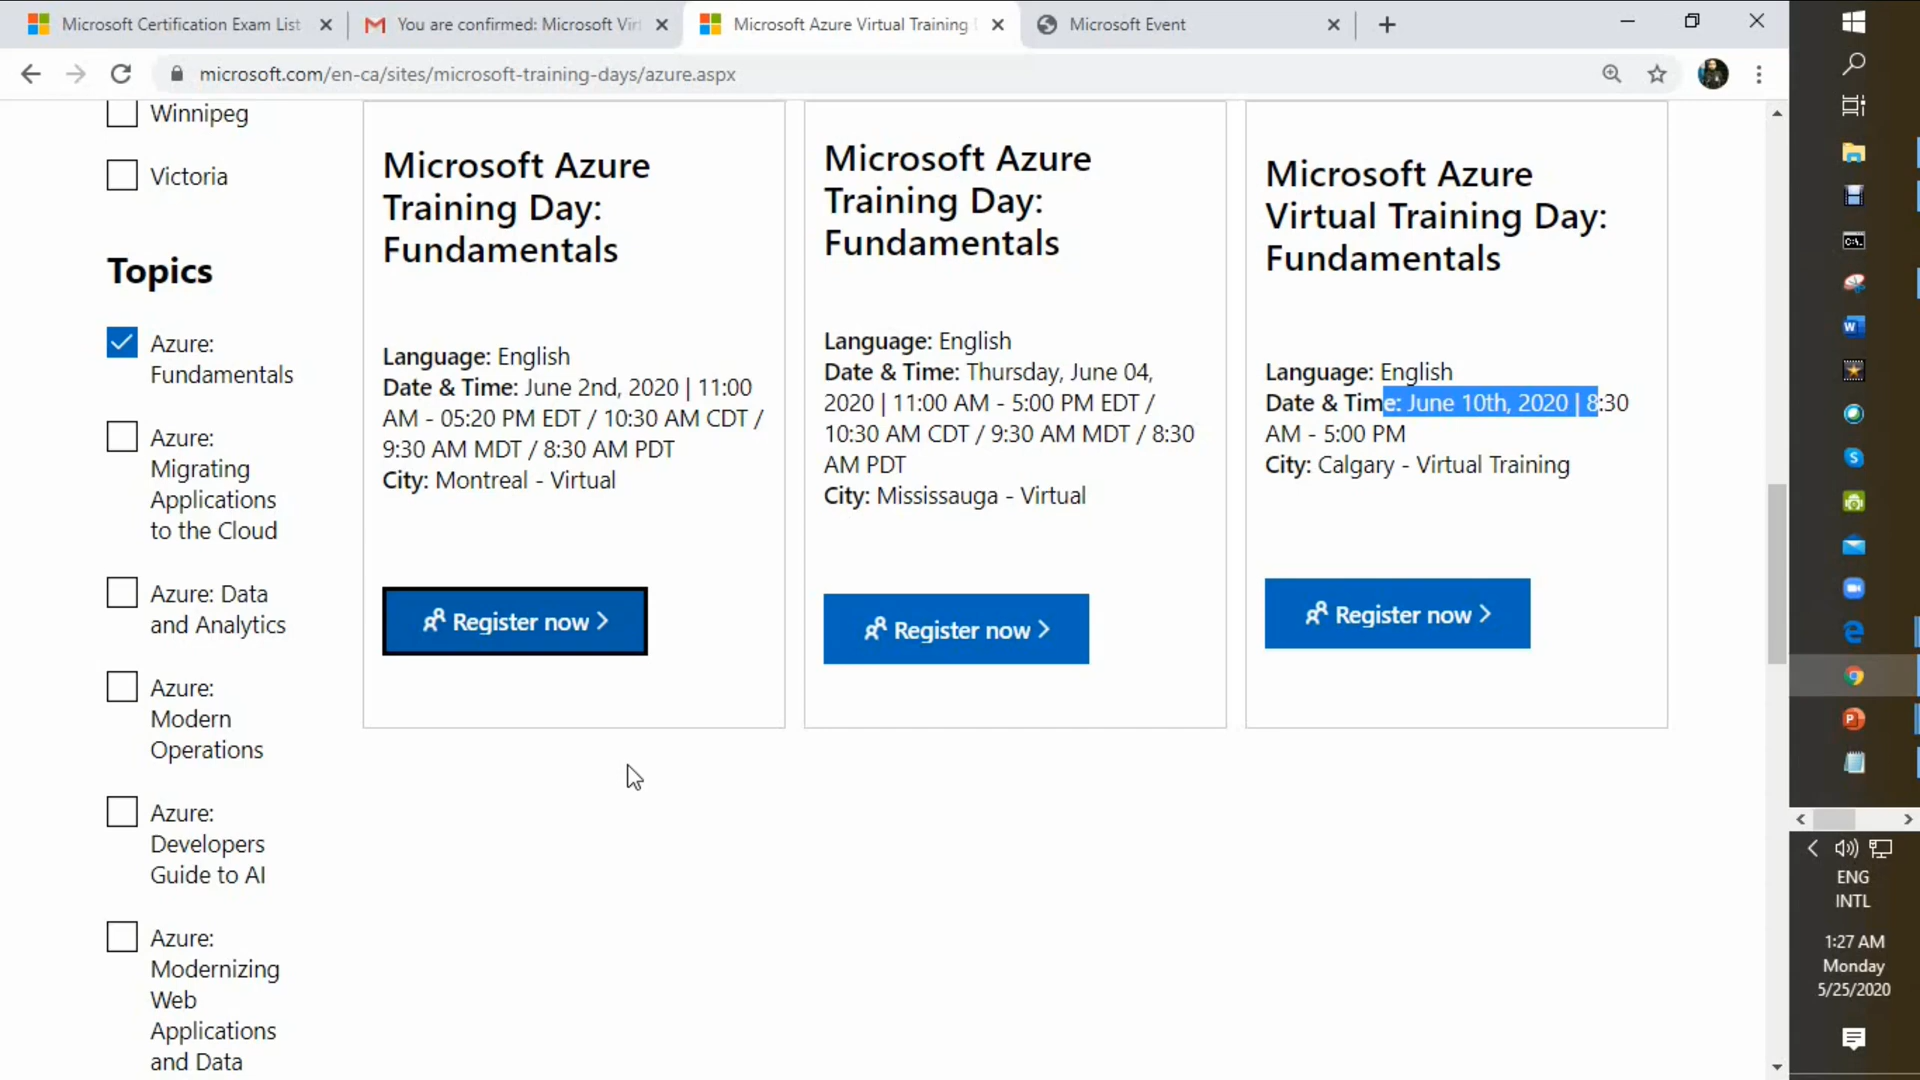 Microsoft Certification Exam List
You are confirmed: Microsoft Vir
Microsoft Azure Virtual Training
Microsoft Event
microsoft.com/en-ca/sites/microsoft-training-days/azure.aspx
Winnipeg
Victoria
Topics
Azure:
Fundamentals
Azure:
Migrating
Applications
to the Cloud
Azure: Data
and Analytics
Azure:
Modern
Operations
Azure:
Developers
Guide to AI
Azure:
Modernizing
Web
Applications
and Data
Microsoft Azure
Training Day:
Fundamentals
Language: English
Date & Time: June 2nd, 2020 | 11:00
AM - 05:20 PM EDT / 10:30 AM CDT /
9:30 AM MDT / 8:30 AM PDT
City: Montreal - Virtual
Register now
Microsoft Azure
Training Day:
Fundamentals
Language: English
Date & Time: Thursday, June 04,
2020 | 11:00 AM - 5:00 PM EDT /
10:30 AM CDT / 9:30 AM MDT / 8:30
AM PDT
City: Mississauga - Virtual
Register now
Microsoft Azure
Virtual Training Day:
Fundamentals
Language: English
Date & Time: June 10th, 2020 | 8:30
AM - 5:00 PM
City: Calgary - Virtual Training
Register now
ENG
INTL
1:27 AM
Monday
5/25/2020